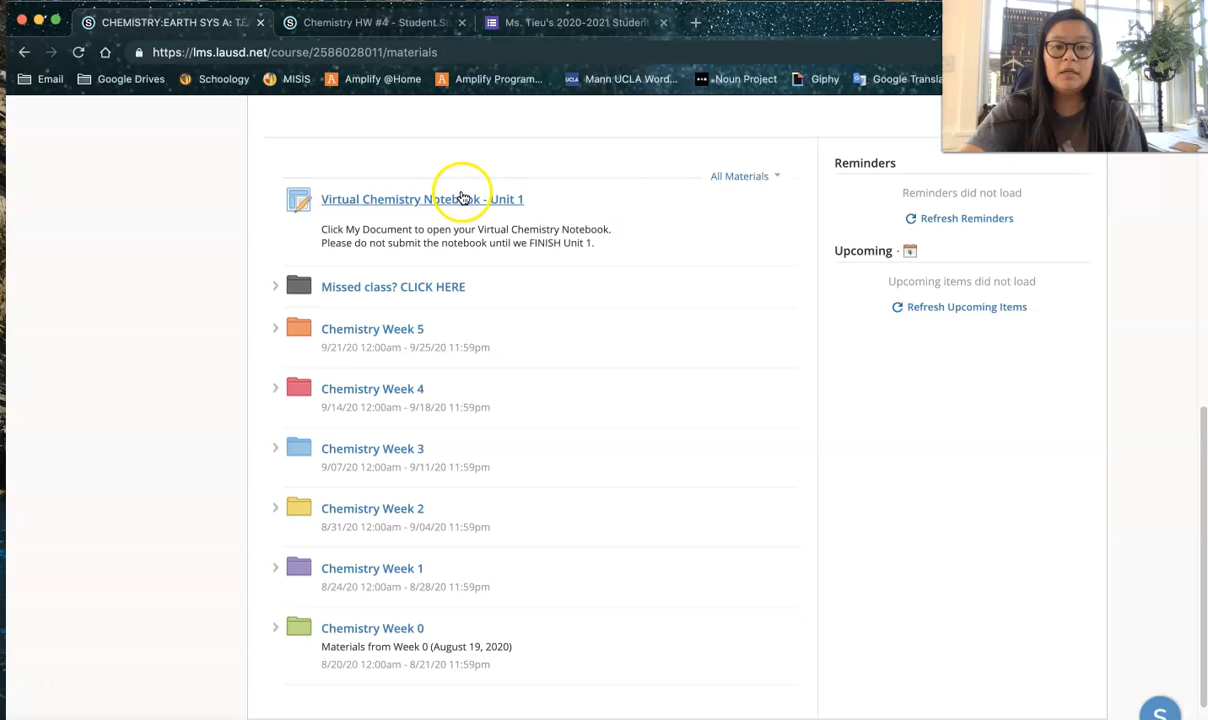 CHEMISTRY:EARTH SYS A: T.E
Chemistry HW #4 - Student S
Ms. Tieu's 2020-2021 Studen
https://lms.lausd.net/course/2586028011/materials
Email
Google Drives
Schoology
MiSiS
Amplify @Home
Amplify Program...
UCLA
Mann UCLA Word...
Noun Project
Giphy
Google Transla
All Materials
Virtual Chemistry Notebook - Unit 1
Click My Document to open your Virtual Chemistry Notebook.
Please do not submit the notebook until we FINISH Unit 1.
Missed class? CLICK HERE
Chemistry Week 5
9/21/20 12:00am - 9/25/20 11:59pm
Chemistry Week 4
9/14/20 12:00am - 9/18/20 11:59pm
Chemistry Week 3
9/07/20 12:00am - 9/11/20 11:59pm
Chemistry Week 2
8/31/20 12:00am - 9/04/20 11:59pm
Chemistry Week 1
8/24/20 12:00am - 8/28/20 11:59pm
Chemistry Week 0
Materials from Week 0 (August 19, 2020)
8/20/20 12:00am - 8/21/20 11:59pm
Reminders
Reminders did not load
Refresh Reminders
Upcoming ·
Upcoming items did not load
Refresh Upcoming Items
S